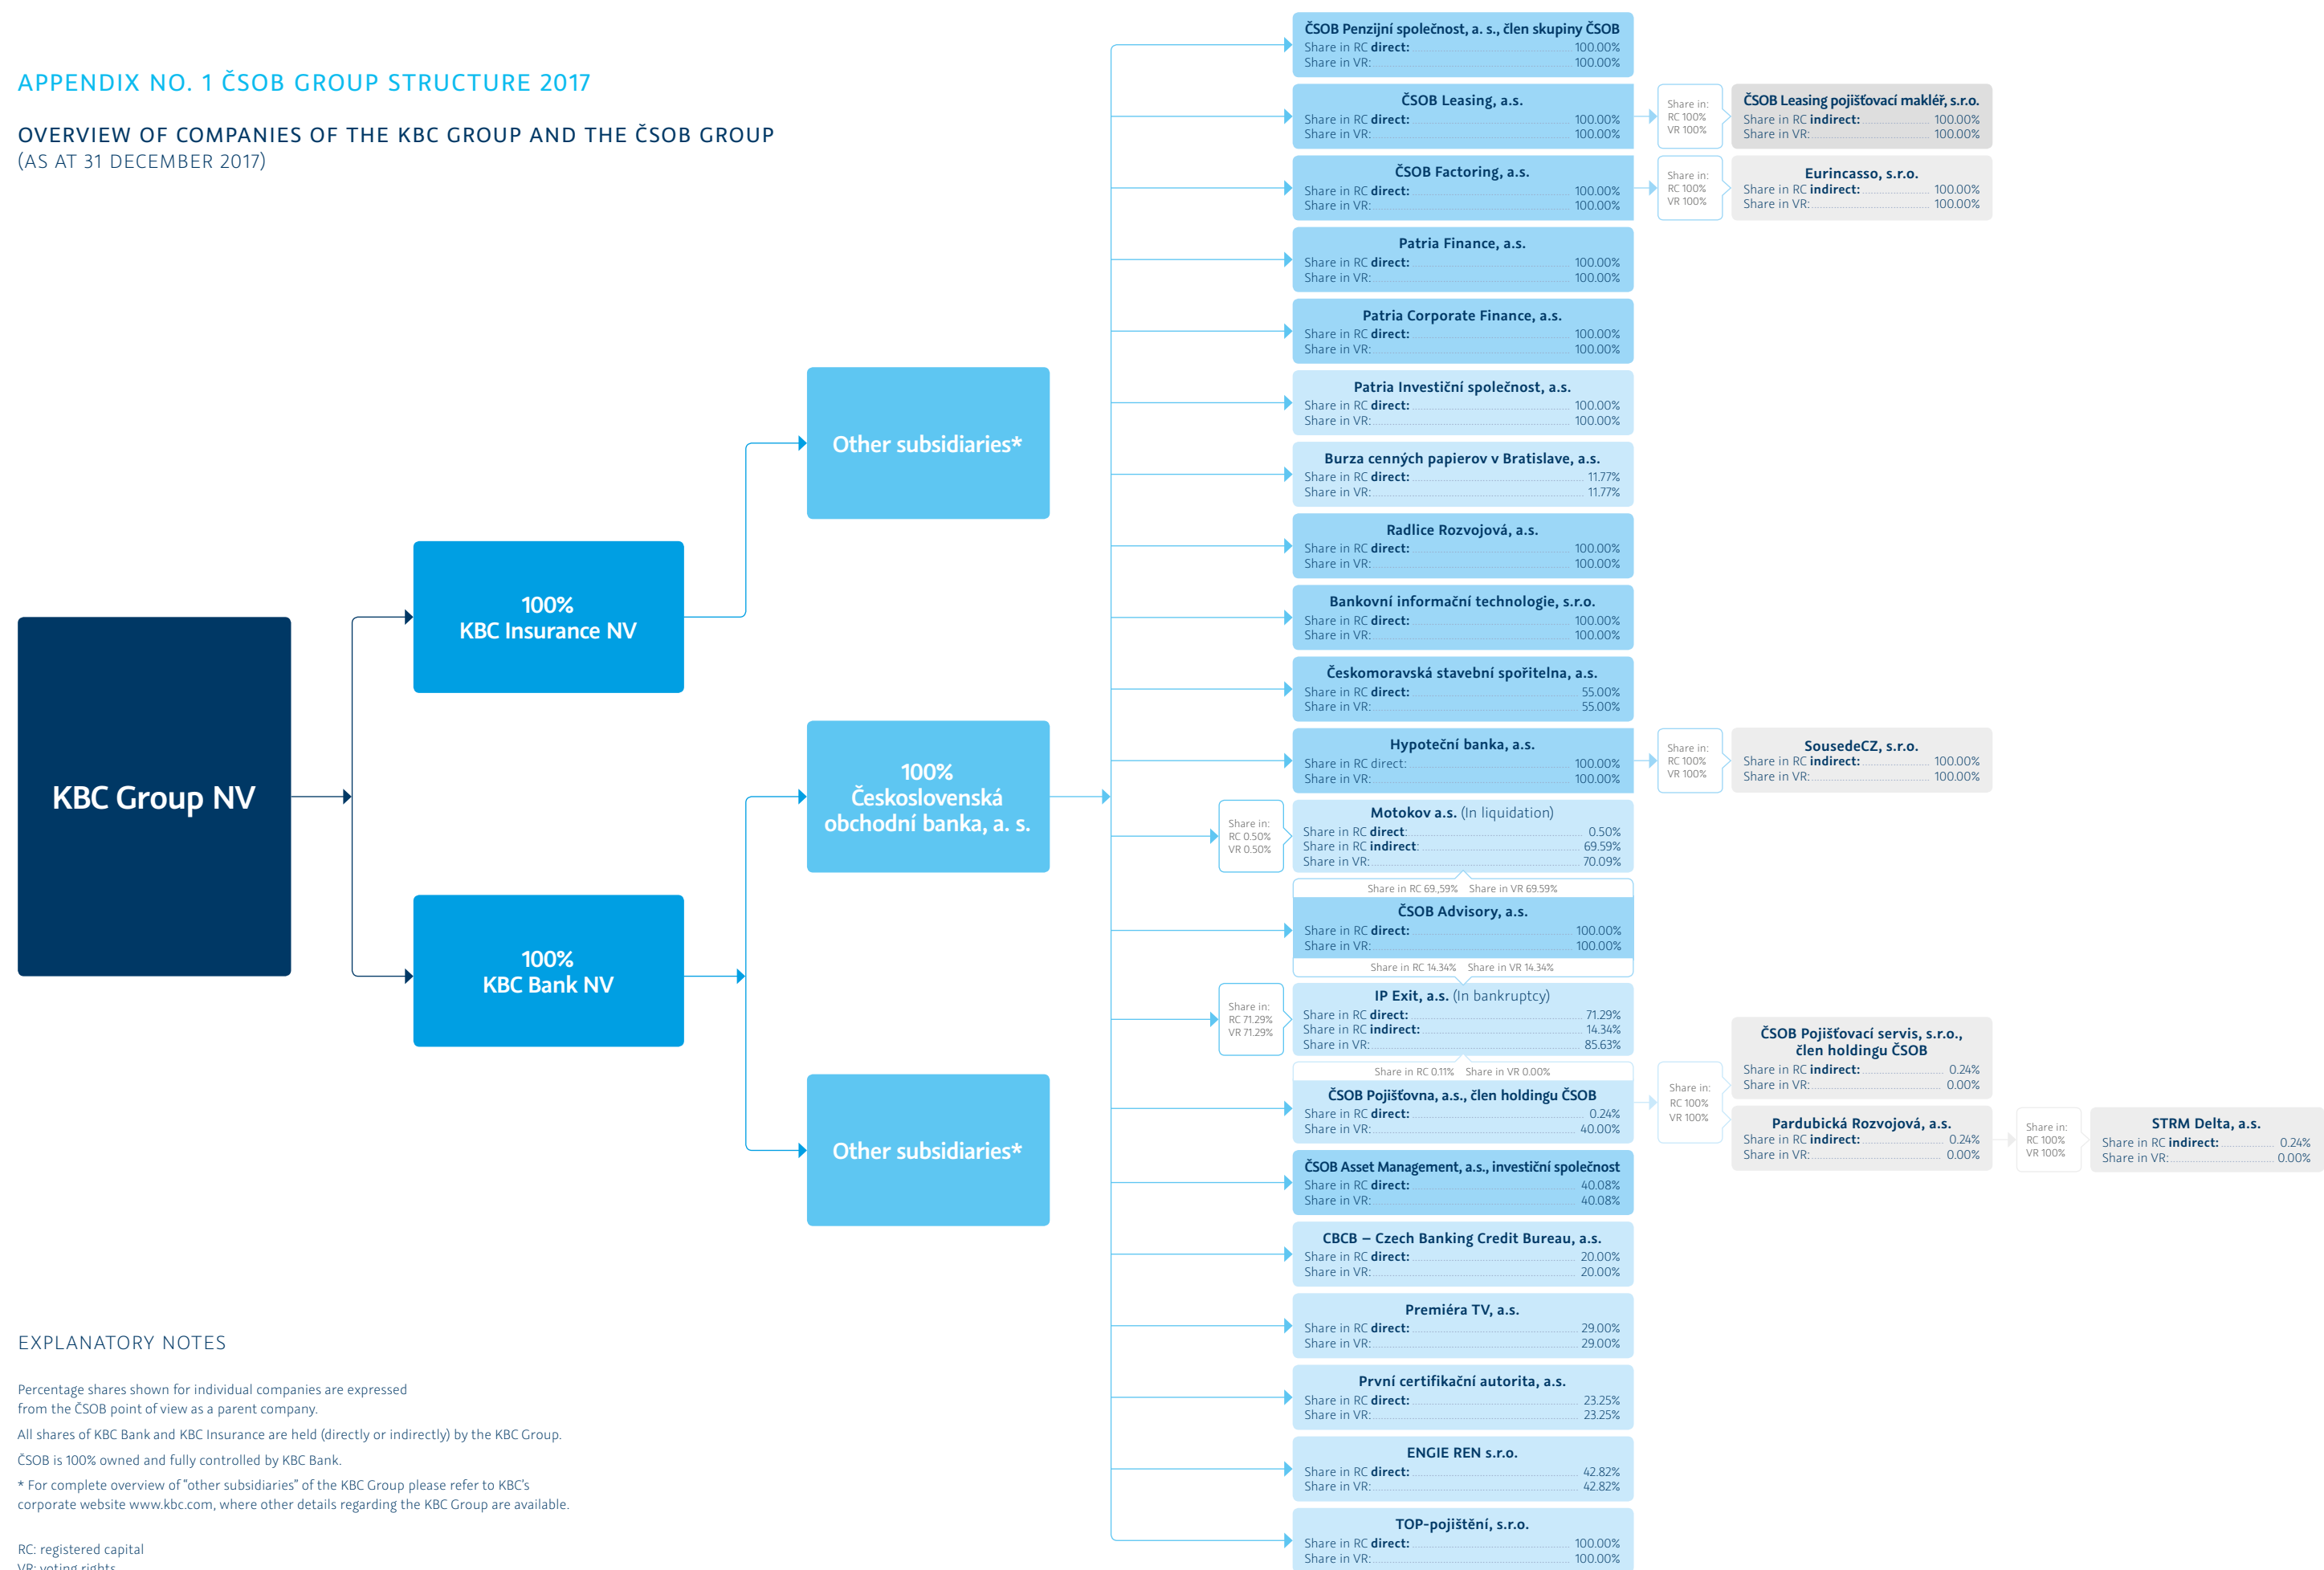 APPENDIX NO. 1 ČSOB GROUP STRUCTURE 2017
OVERVIEW OF COMPANIES OF THE KBC GROUP AND THE ČSOB GROUP
(AS AT 31 DECEMBER 2017)
KBC Group NV
100%
KBC Insurance NV
100%
KBC Bank NV
Other subsidiaries*
100%
Československá
obchodní banka, a. s.
Other subsidiaries*
ČSOB Penzijní společnost, a. s., člen skupiny ČSOB
Share in RC direct: 100.00%
Share in VR: 100.00%
ČSOB Leasing, a.s.
Share in RC direct: 100.00%
Share in VR: 100.00%
Share in:
RC 100%
VR 100%
ČSOB Leasing pojišťovací makléř, s.r.o.
Share in RC indirect: 100.00%
Share in VR: 100.00%
ČSOB Factoring, a.s.
Share in RC direct: 100.00%
Share in VR: 100.00%
Share in:
RC 100%
VR 100%
Eurincasso, s.r.o.
Share in RC indirect: 100.00%
Share in VR: 100.00%
Patria Finance, a.s.
Share in RC direct: 100.00%
Share in VR: 100.00%
Patria Corporate Finance, a.s.
Share in RC direct: 100.00%
Share in VR: 100.00%
Patria Investiční společnost, a.s.
Share in RC direct: 100.00%
Share in VR: 100.00%
Burza cenných papierov v Bratislave, a.s.
Share in RC direct: 11.77%
Share in VR: 11.77%
Radlice Rozvojová, a.s.
Share in RC direct: 100.00%
Share in VR: 100.00%
Bankovní informační technologie, s.r.o.
Share in RC direct: 100.00%
Share in VR: 100.00%
Českomoravská stavební spořitelna, a.s.
Share in RC direct: 55.00%
Share in VR: 55.00%
Hypoteční banka, a.s.
Share in RC direct: 100.00%
Share in VR: 100.00%
Share in:
RC 100%
VR 100%
SousedeCZ, s.r.o.
Share in RC indirect: 100.00%
Share in VR: 100.00%
Share in:
RC 0.50%
VR 0.50%
Motokov a.s. (In liquidation)
Share in RC direct: 0.50%
Share in RC indirect: 69.59%
Share in VR: 70.09%
Share in RC 69.,59% Share in VR 69.59%
ČSOB Advisory, a.s.
Share in RC direct: 100.00%
Share in VR: 100.00%
Share in RC 14.34% Share in VR 14.34%
Share in:
RC 71.29%
VR 71.29%
IP Exit, a.s. (In bankruptcy)
Share in RC direct: 71.29%
Share in RC indirect: 14.34%
Share in VR: 85.63%
Share in RC 0.11% Share in VR 0.00%
ČSOB Pojišťovna, a.s., člen holdingu ČSOB
Share in RC direct: 0.24%
Share in VR: 40.00%
Share in:
RC 100%
VR 100%
ČSOB Pojišťovací servis, s.r.o.,
člen holdingu ČSOB
Share in RC indirect: 0.24%
Share in VR: 0.00%
Pardubická Rozvojová, a.s.
Share in RC indirect: 0.24%
Share in VR: 0.00%
Share in:
RC 100%
VR 100%
STRM Delta, a.s.
Share in RC indirect: 0.24%
Share in VR: 0.00%
ČSOB Asset Management, a.s., investiční společnost
Share in RC direct: 40.08%
Share in VR: 40.08%
CBCB – Czech Banking Credit Bureau, a.s.
Share in RC direct: 20.00%
Share in VR: 20.00%
Premiéra TV, a.s.
Share in RC direct: 29.00%
Share in VR: 29.00%
První certifikační autorita, a.s.
Share in RC direct: 23.25%
Share in VR: 23.25%
ENGIE REN s.r.o.
Share in RC direct: 42.82%
Share in VR: 42.82%
TOP-pojištění, s.r.o.
Share in RC direct: 100.00%
Share in VR: 100.00%
EXPLANATORY NOTES
Percentage shares shown for individual companies are expressed
from the ČSOB point of view as a parent company.
All shares of KBC Bank and KBC Insurance are held (directly or indirectly) by the KBC Group.
ČSOB is 100% owned and fully controlled by KBC Bank.
* For complete overview of “other subsidiaries” of the KBC Group please refer to KBC’s
corporate website www.kbc.com, where other details regarding the KBC Group are available.
RC: registered capital
VR: voting rights